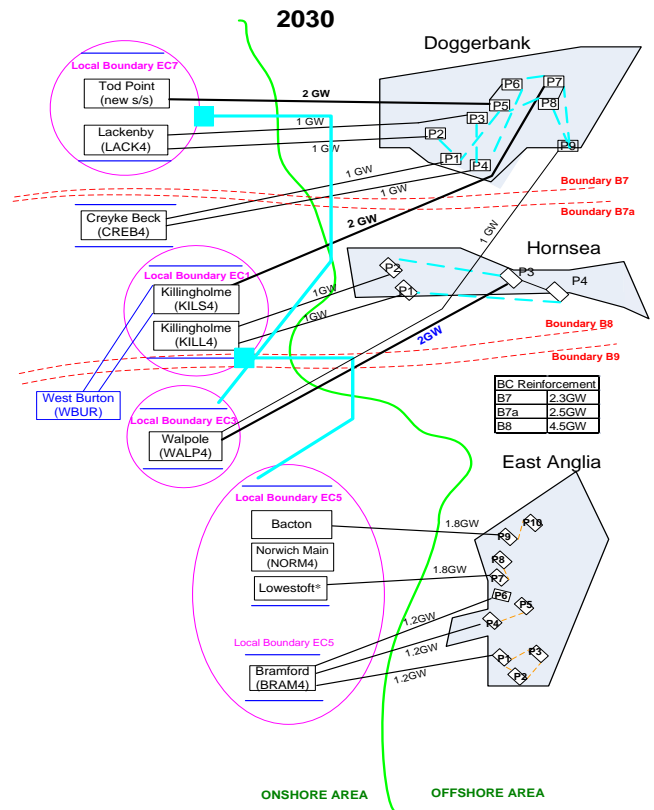 2030
Local Boundary EC7
Doggerbank
Tod Point
(new s/s)
2 GW
P6
P7
P5
P8
Lackenby
(LACK4)
1 GW
1 GW
P3
P2
P1
P4
P9
1 GW
1 GW
Boundary B7
Boundary B7a
Creyke Beck
(CREB4)
2 GW
1 GW
Hornsea
Local Boundary EC1
Killingholme
(KILS4)
1GW
P2
P3
P4
P1
Killingholme
(KILL4)
1GW
2GW
Boundary B8
Boundary B9
West Burton
(WBUR)
BC Reinforcement
B7 2.3GW
B7a 2.5GW
B8 4.5GW
Local Boundary EC3
Walpole
(WALP4)
East Anglia
Local Boundary EC5
Bacton
1.8GW
P10
P9
Norwich Main
(NORM4)
P8
Lowestoft*
1.8GW
P7
P6
P5
P4
Local Boundary EC5
1.2GW
Bramford
(BRAM4)
1.2GW
1.2GW
P1
P3
P2
ONSHORE AREA
OFFSHORE AREA